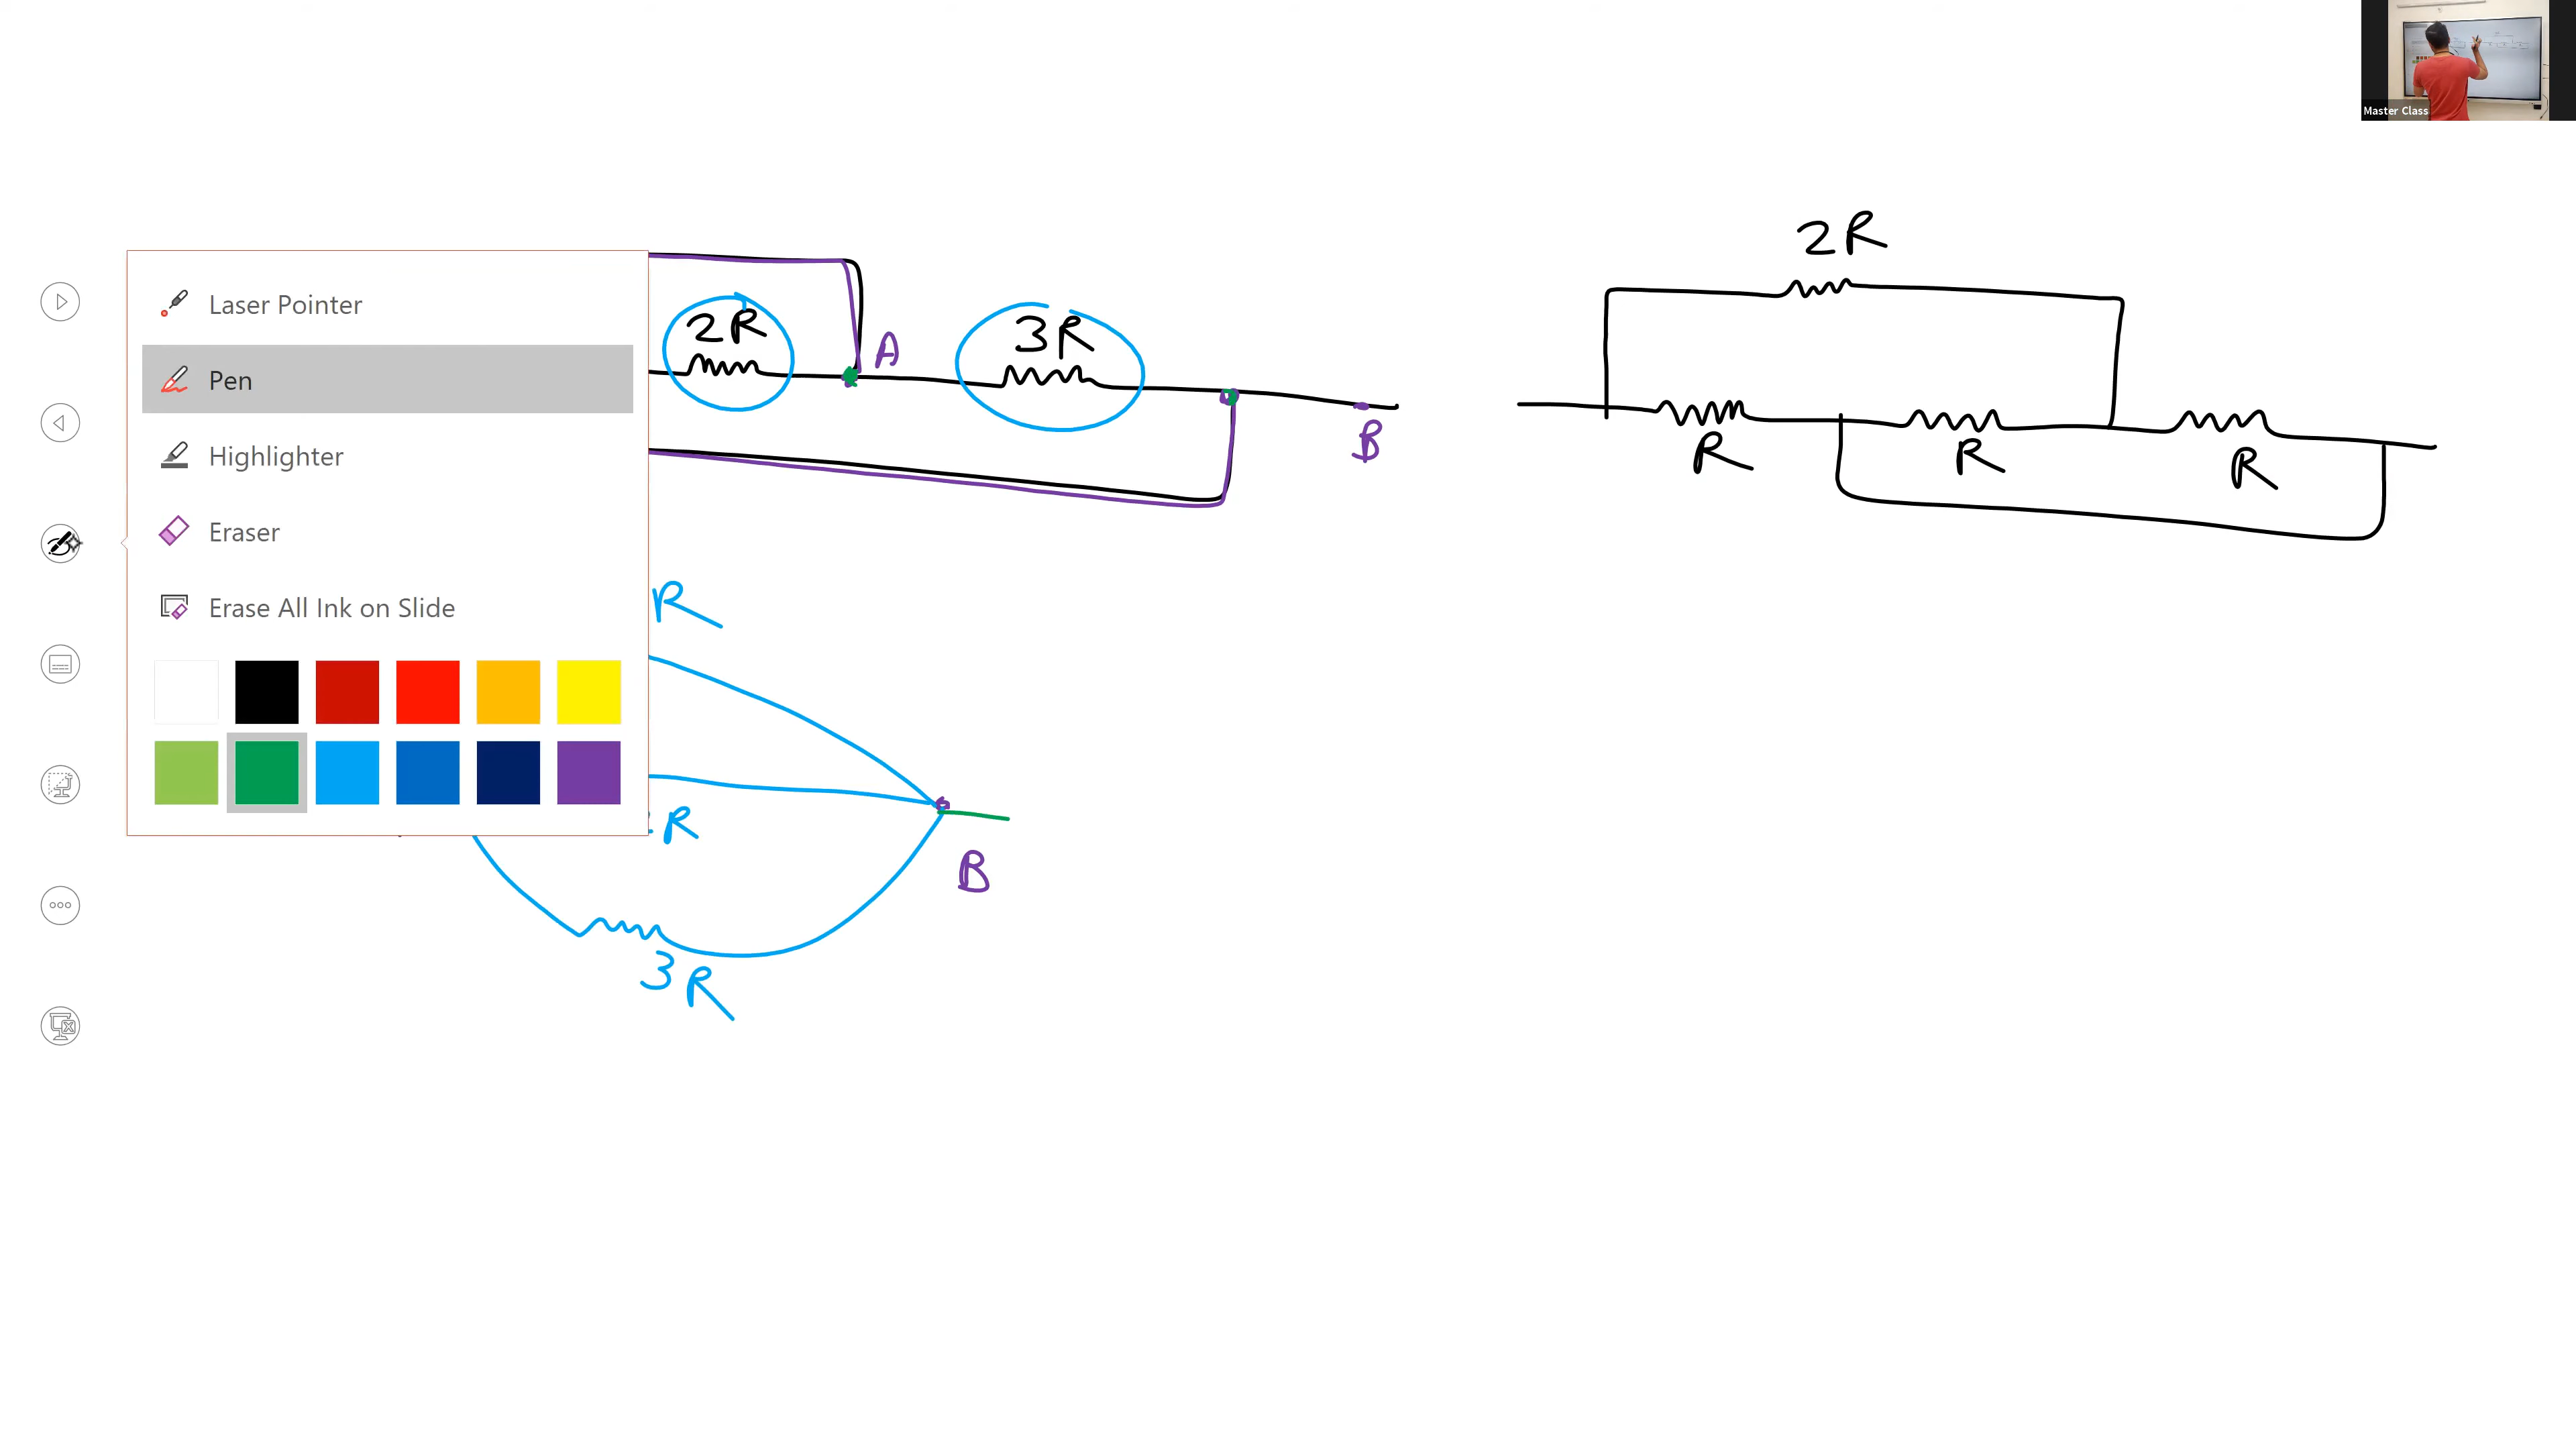 Master Class
2R
Laser Pointer
2R
3R
A
Pen
B
R
R
R
Highlighter
Eraser
R
Erase All Ink on Slide
R
B
3R